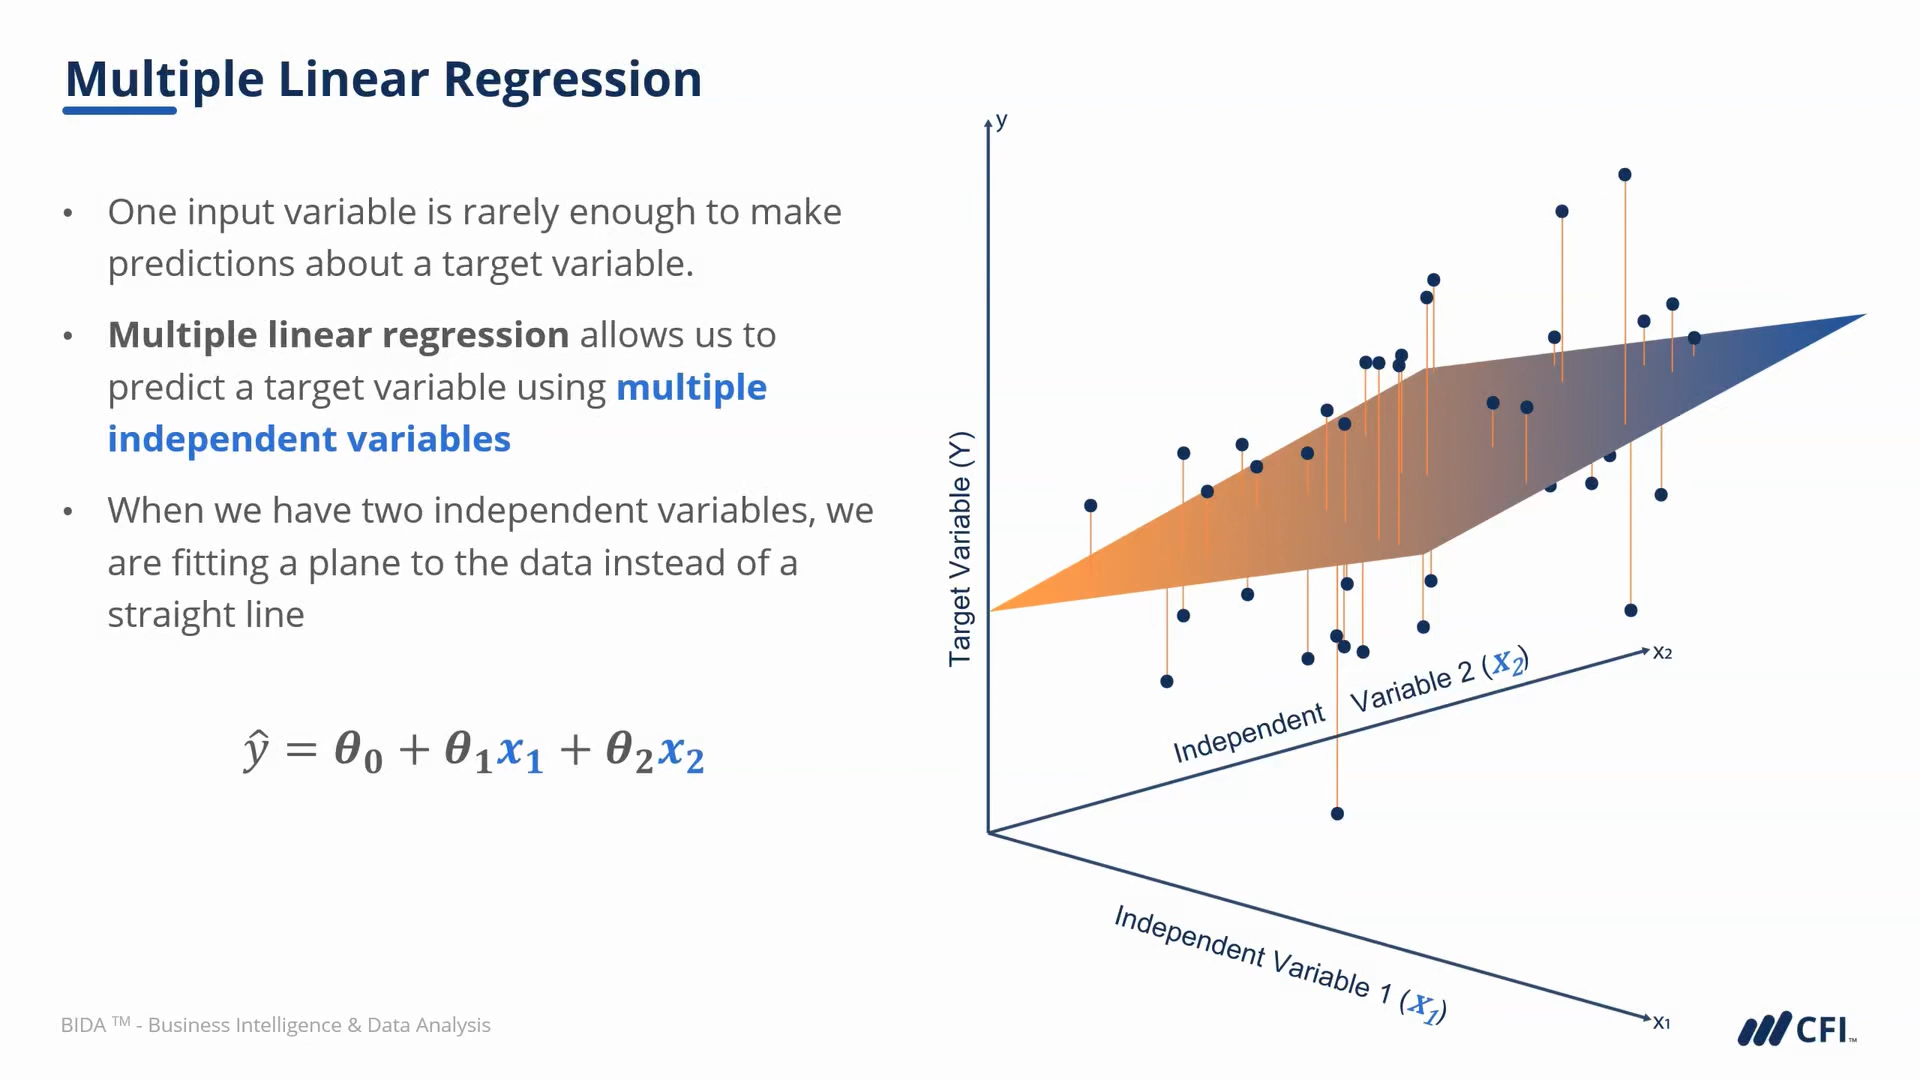 Multiple Linear Regression
• One input variable is rarely enough to make
predictions about a target variable.
• Multiple linear regression allows us to
predict a target variable using multiple
independent variables
• When we have two independent variables, we
are fitting a plane to the data instead of a
straight line
ŷ = θ₀ + θ₁x₁ + θ₂x₂
y
Target Variable (Y)
Independent Variable 2 (x₂)
x₂
Independent Variable 1 (x₁)
x₁
BIDA ™ - Business Intelligence & Data Analysis
CFI™